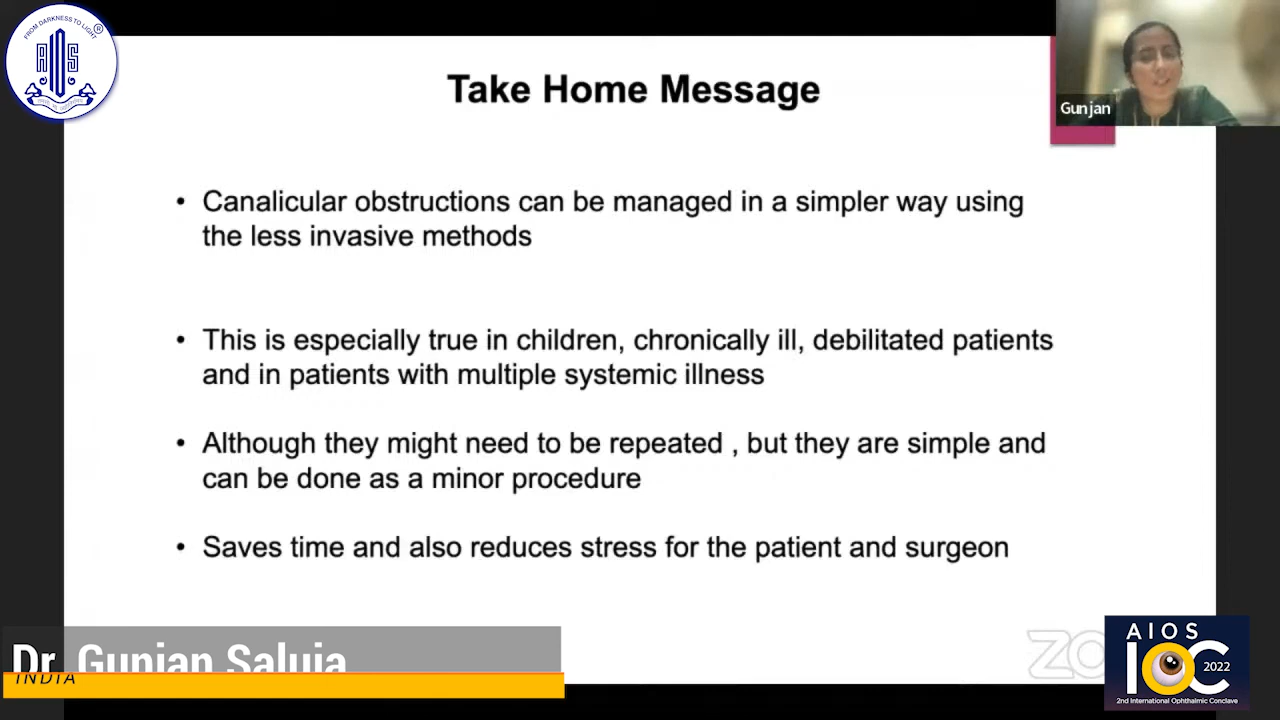 FROM DARKNESS TO LIGHT
®
AIOS
Take Home Message
Gunjan
• Canalicular obstructions can be managed in a simpler way using
the less invasive methods
• This is especially true in children, chronically ill, debilitated patients
and in patients with multiple systemic illness
• Although they might need to be repeated , but they are simple and
can be done as a minor procedure
• Saves time and also reduces stress for the patient and surgeon
Dr. Gunjan Saluja
INDIA
ZO
AIOS
IOC
2022
2nd International Ophthalmic Conclave